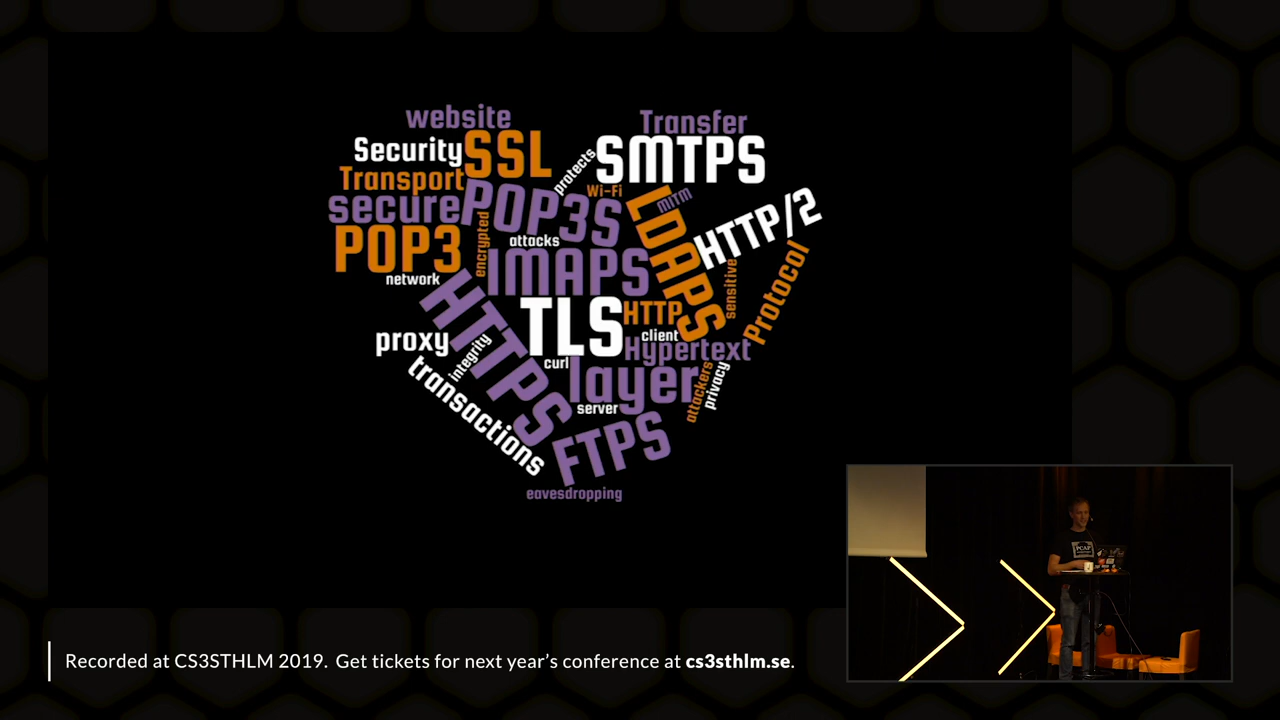 website
Transfer
Security
SSL
protects
SMTPS
Transport
Wi-Fi
MITM
secure
POP3S
LDAPS
HTTP/2
POP3
encrypted
attacks
IMAPS
sensitive
Protocol
network
HTTPS
TLS
HTTP
client
proxy
integrity
curl
Hypertext
transactions
layer
attackers
privacy
server
FTPS
eavesdropping
PCAP
Recorded at CS3STHLM 2019. Get tickets for next year’s conference at cs3sthlm.se.